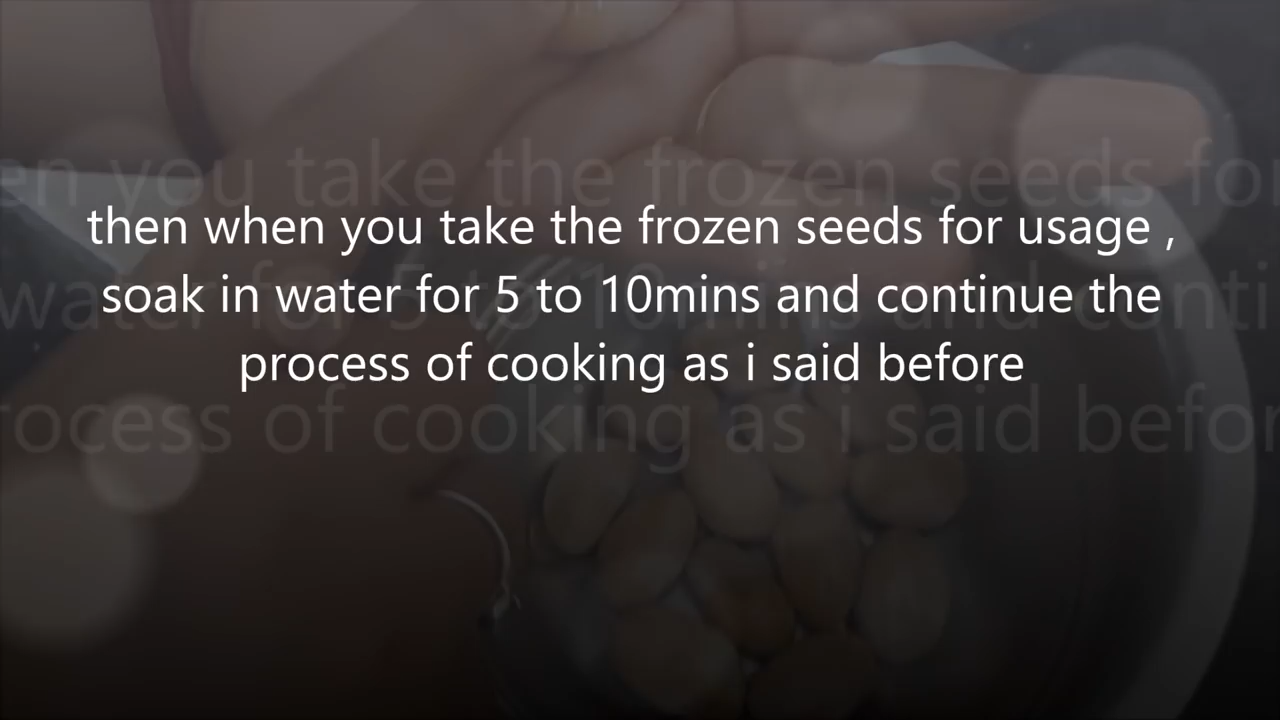 then when you take the frozen seeds for usage ,
soak in water for 5 to 10mins and continue the
process of cooking as i said before